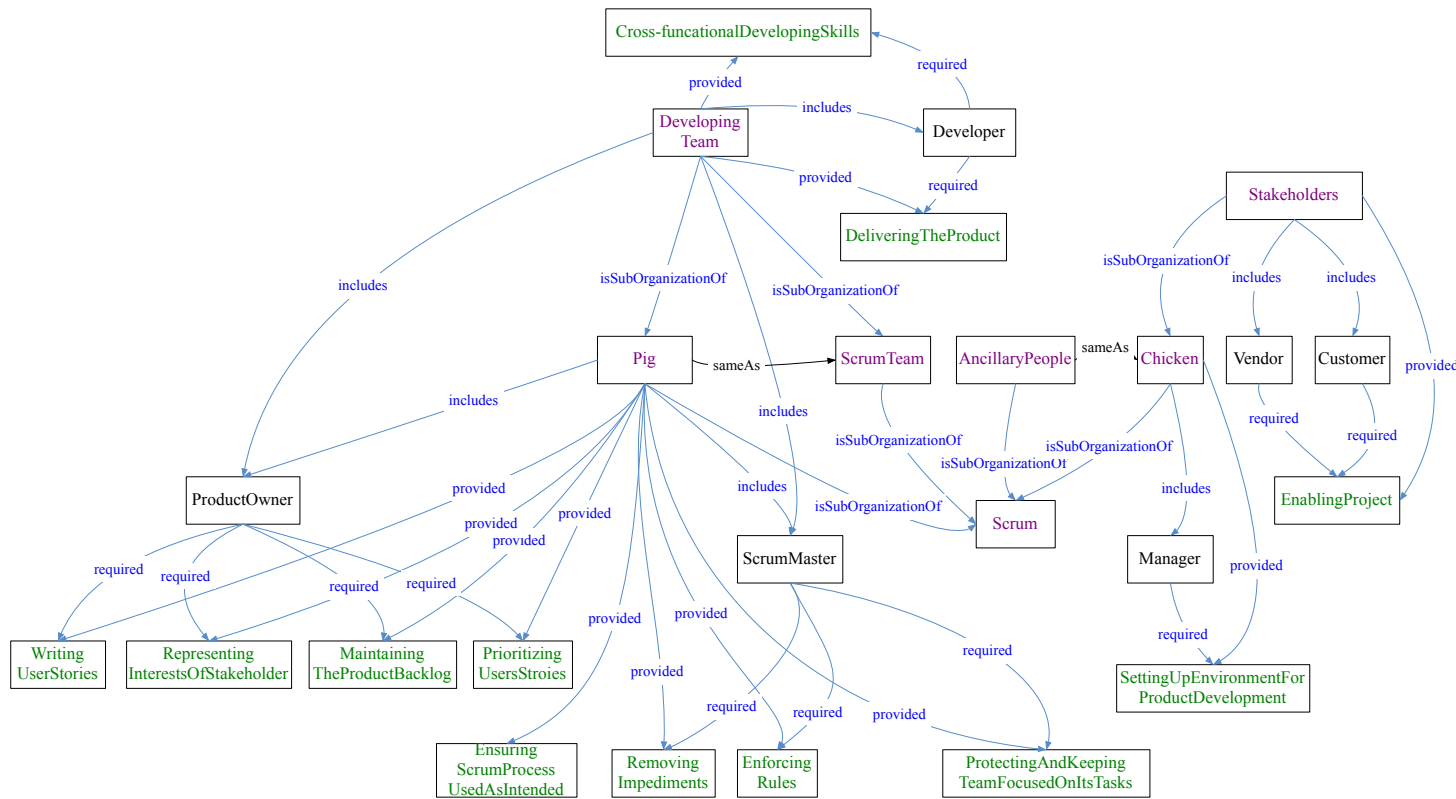 Cross-funcationalDevelopingSkills
required
provided
includes
Developing
Team
Developer
provided
required
Stakeholders
DeliveringTheProduct
isSubOrganizationOf
includes
isSubOrganizationOf
includes
includes
isSubOrganizationOf
Pig
sameAs
ScrumTeam
AncillaryPeople
sameAs
Chicken
Vendor
Customer
provided
includes
includes
required
required
isSubOrganizationOf
isSubOrganizationOf
isSubOrganizationOf
provided
includes
isSubOrganizationOf
includes
ProductOwner
EnablingProject
provided
provided
provided
Scrum
ScrumMaster
Manager
provided
required
required
required
required
provided
provided
required
required
Writing
UserStories
Representing
InterestsOfStakeholder
Maintaining
TheProductBacklog
Prioritizing
UsersStroies
provided
SettingUpEnvironmentFor
ProductDevelopment
required
required
provided
Ensuring
ScrumProcess
UsedAsIntended
Removing
Impediments
Enforcing
Rules
ProtectingAndKeeping
TeamFocusedOnItsTasks